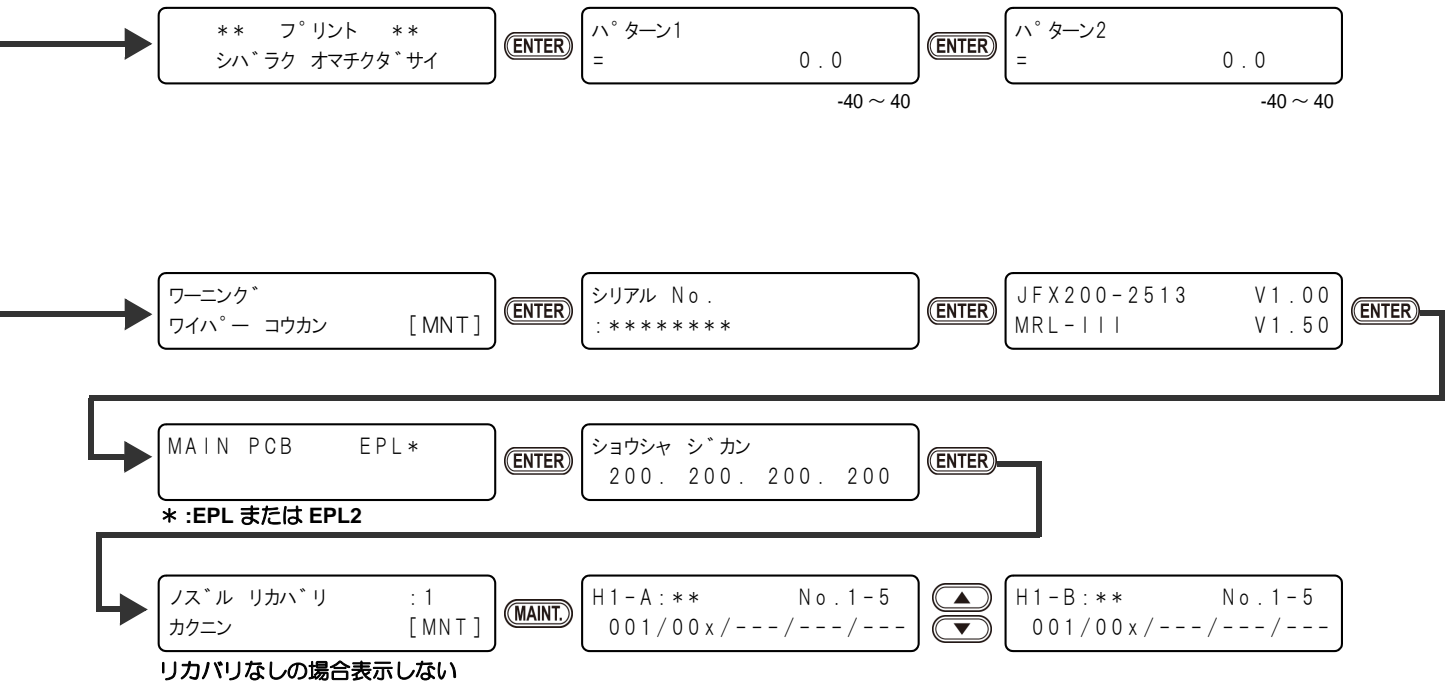 ** プリント **
シバラク オマチクダサイ
ENTER
パターン1
= 0.0
-40 ～ 40
ENTER
パターン2
= 0.0
-40 ～ 40
ワーニング
ワイパー コウカン [MNT]
ENTER
シリアル No.
:********
ENTER
JFX200-2513 V1.00
MRL-III V1.50
ENTER
MAIN PCB EPL*
ENTER
ショウシャ ジカン
200. 200. 200. 200
ENTER
* :EPL または EPL2
ノズル リカバリ :1
カクニン [MNT]
MAINT.
H1-A:** No.1-5
001/00x/---/---/---
▲
▼
H1-B:** No.1-5
001/00x/---/---/---
リカバリなしの場合表示しない